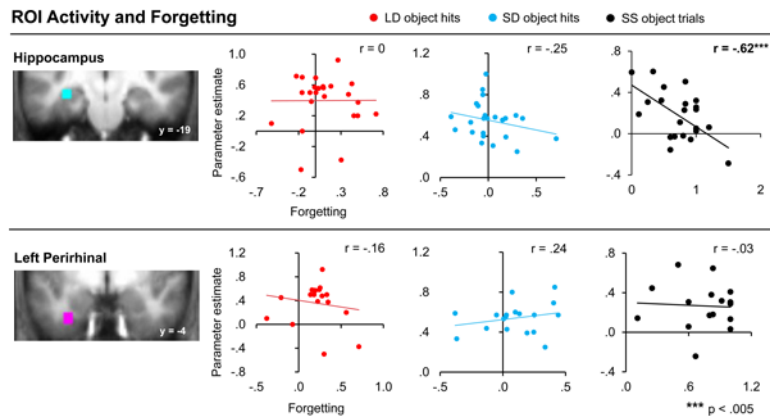 ROI Activity and Forgetting
LD object hits
SD object hits
SS object trials
Hippocampus
y = -19
Parameter estimate
1.0
.6
.2
-.2
-.6
-.7
-.2
.3
.8
Forgetting
r = 0
1.2
.8
.4
.0
-.4
-.5
.0
.5
r = -.25
.8
.4
.0
-.4
0
1
2
r = -.62***
Left Perirhinal
y = -4
Parameter estimate
1.2
.8
.4
.0
-.4
-.8
-.5
.0
.5
1.0
Forgetting
r = -.16
1.2
.8
.4
.0
-.4
-.5
.0
.5
r = .24
.8
.4
.0
-.4
.0
.6
1.2
r = -.03
*** p < .005